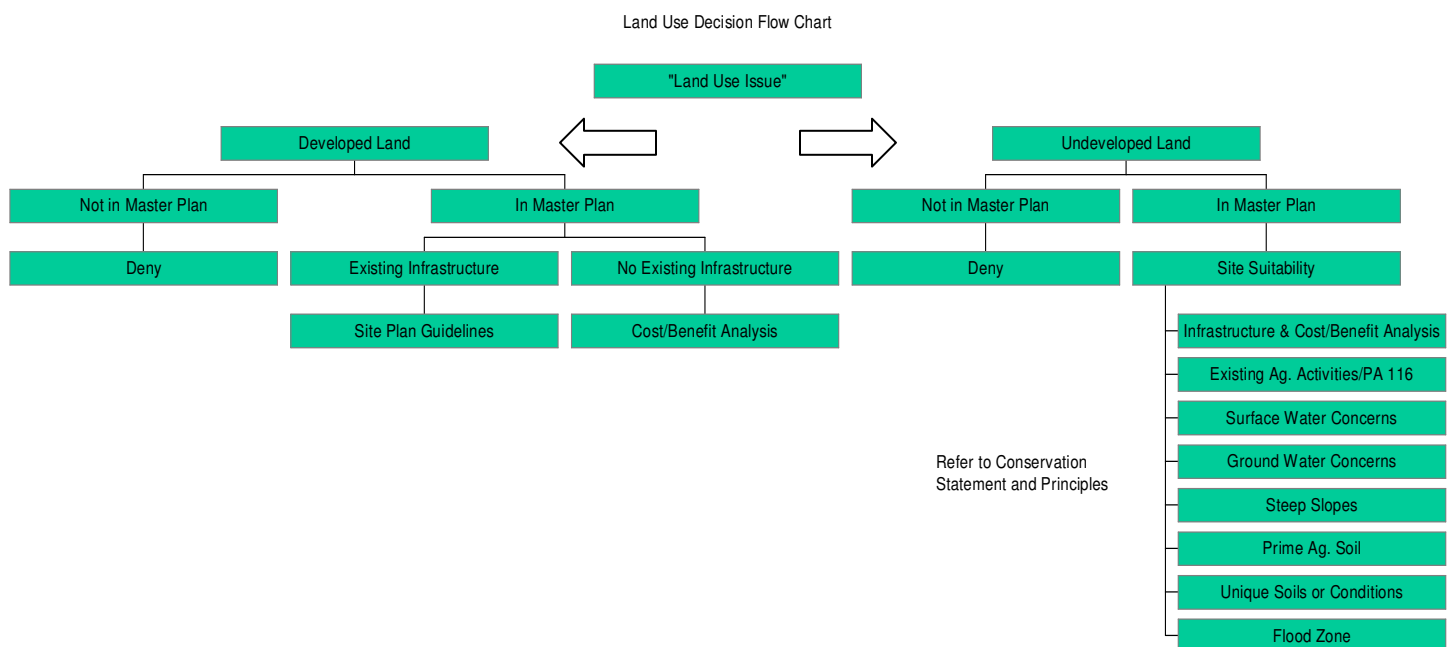 Land Use Decision Flow Chart
"Land Use Issue"
Developed Land
Undeveloped Land
Not in Master Plan
In Master Plan
Not in Master Plan
In Master Plan
Deny
Existing Infrastructure
No Existing Infrastructure
Deny
Site Suitability
Site Plan Guidelines
Cost/Benefit Analysis
Infrastructure & Cost/Benefit Analysis
Existing Ag. Activities/PA 116
Surface Water Concerns
Refer to Conservation
Statement and Principles
Ground Water Concerns
Steep Slopes
Prime Ag. Soil
Unique Soils or Conditions
Flood Zone